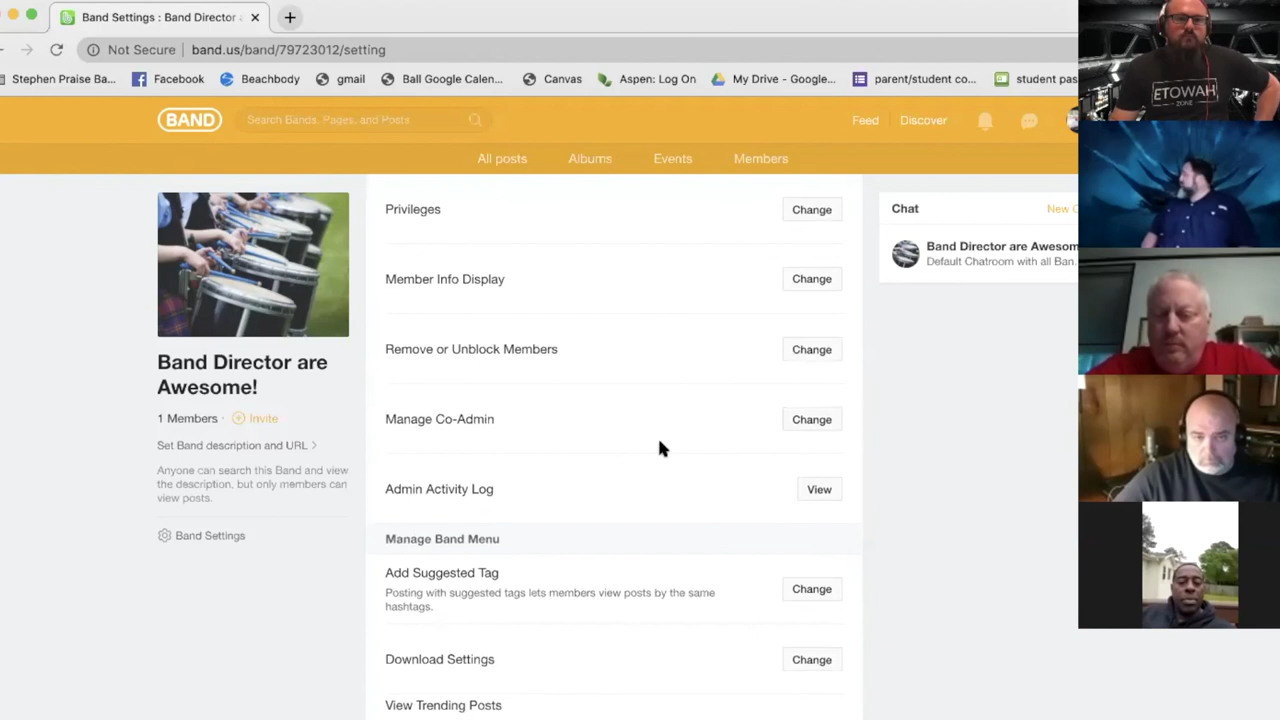 Band Settings : Band Director
Not Secure band.us/band/79723012/setting
Stephen Praise Ba... Facebook Beachbody gmail Ball Google Calen... Canvas Aspen: Log On My Drive - Google... parent/student co... student pas
BAND Search Bands, Pages, and Posts Feed Discover
All posts Albums Events Members
Band Director are
Awesome!
1 Members · Invite
Set Band description and URL >
Anyone can search this Band and view
the description, but only members can
view posts.
Band Settings
Privileges Change
Member Info Display Change
Remove or Unblock Members Change
Manage Co-Admin Change
Admin Activity Log View
Manage Band Menu
Add Suggested Tag
Posting with suggested tags lets members view posts by the same
hashtags.
Change
Download Settings Change
View Trending Posts
Chat New C
Band Director are Awesom
Default Chatroom with all Ban.
ETOWAH
ZONE